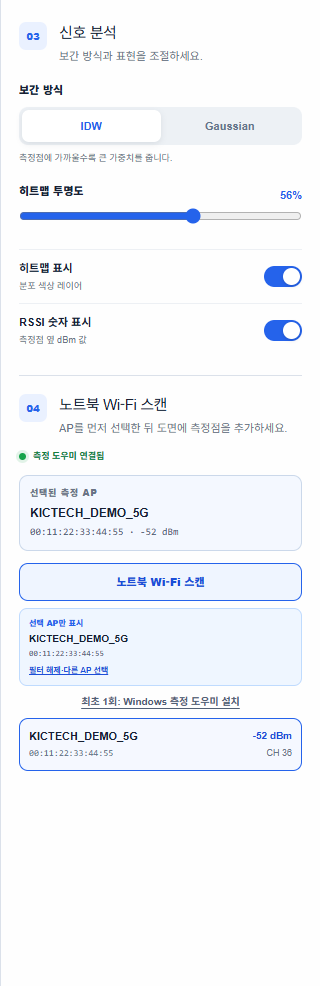 03
신호 분석
보간 방식과 표현을 조절하세요.
보간 방식
IDW
Gaussian
측정점에 가까울수록 큰 가중치를 줍니다.
히트맵 투명도
56%
히트맵 표시
분포 색상 레이어
RSSI 숫자 표시
측정점 옆 dBm 값
04
노트북 Wi-Fi 스캔
AP를 먼저 선택한 뒤 도면에 측정점을 추가하세요.
측정 도우미 연결됨
선택된 측정 AP
KICTECH_DEMO_5G
00:11:22:33:44:55 · -52 dBm
노트북 Wi-Fi 스캔
선택 AP만 표시
KICTECH_DEMO_5G
00:11:22:33:44:55
필터 해제·다른 AP 선택
최초 1회: Windows 측정 도우미 설치
KICTECH_DEMO_5G
-52 dBm
00:11:22:33:44:55
CH 36